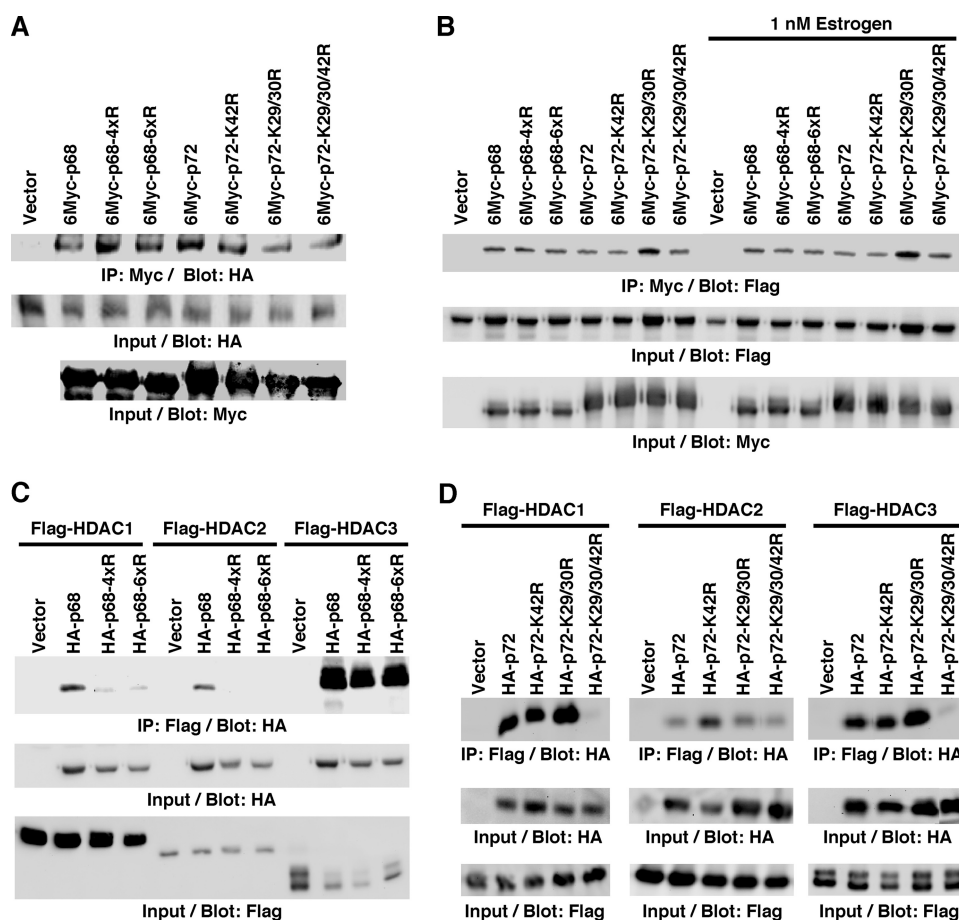 A
Vector
6Myc-p68
6Myc-p68-4xR
6Myc-p68-6xR
6Myc-p72
6Myc-p72-K42R
6Myc-p72-K29/30R
6Myc-p72-K29/30/42R
IP: Myc / Blot: HA
Input / Blot: HA
Input / Blot: Myc
B
1 nM Estrogen
Vector
6Myc-p68
6Myc-p68-4xR
6Myc-p68-6xR
6Myc-p72
6Myc-p72-K42R
6Myc-p72-K29/30R
6Myc-p72-K29/30/42R
Vector
6Myc-p68
6Myc-p68-4xR
6Myc-p68-6xR
6Myc-p72
6Myc-p72-K42R
6Myc-p72-K29/30R
6Myc-p72-K29/30/42R
IP: Myc / Blot: Flag
Input / Blot: Flag
Input / Blot: Myc
C
Flag-HDAC1 Flag-HDAC2 Flag-HDAC3
Vector
HA-p68
HA-p68-4xR
HA-p68-6xR
Vector
HA-p68
HA-p68-4xR
HA-p68-6xR
Vector
HA-p68
HA-p68-4xR
HA-p68-6xR
IP: Flag / Blot: HA
Input / Blot: HA
Input / Blot: Flag
D
Flag-HDAC1 Flag-HDAC2 Flag-HDAC3
Vector
HA-p72
HA-p72-K42R
HA-p72-K29/30R
HA-p72-K29/30/42R
Vector
HA-p72
HA-p72-K42R
HA-p72-K29/30R
HA-p72-K29/30/42R
Vector
HA-p72
HA-p72-K42R
HA-p72-K29/30R
HA-p72-K29/30/42R
IP: Flag / Blot: HA IP: Flag / Blot: HA IP: Flag / Blot: HA
Input / Blot: HA Input / Blot: HA Input / Blot: HA
Input / Blot: Flag Input / Blot: Flag Input / Blot: Flag